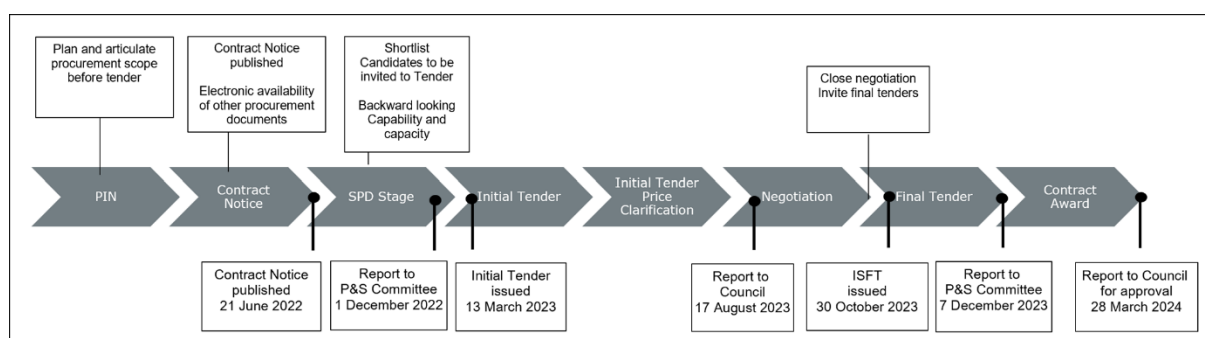 Plan and articulate
procurement scope
before tender
Contract Notice
published
Electronic availability
of other procurement
documents
Shortlist
Candidates to be
invited to Tender
Backward looking
Capability and
capacity
Close negotiation
Invite final tenders
PIN
Contract
Notice
SPD Stage
Initial Tender
Initial Tender
Price
Clarification
Negotiation
Final Tender
Contract
Award
Contract Notice
published
21 June 2022
Report to
P&S Committee
1 December 2022
Initial Tender
issued
13 March 2023
Report to
Council
17 August 2023
ISFT
issued
30 October 2023
Report to
P&S Committee
7 December 2023
Report to Council
for approval
28 March 2024